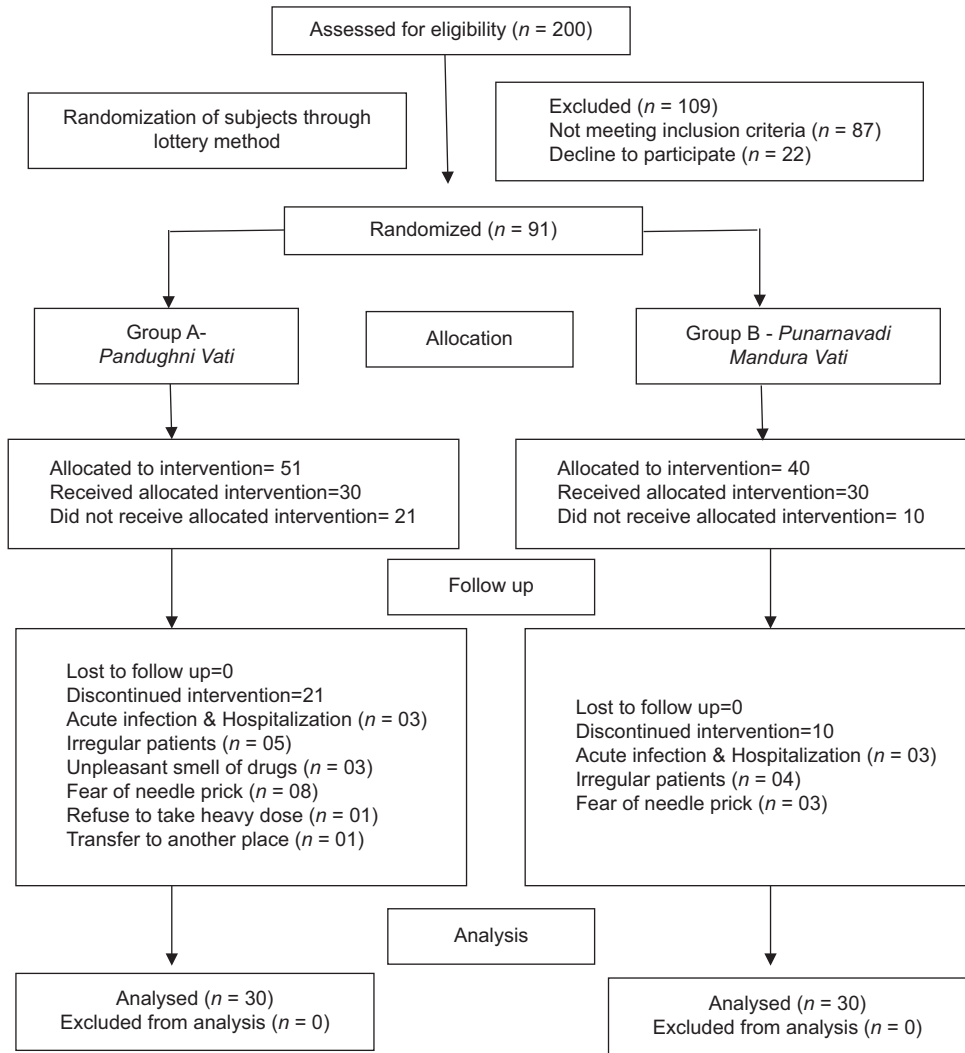 Assessed for eligibility (n = 200)
Randomization of subjects through
lottery method
Excluded (n = 109)
Not meeting inclusion criteria (n = 87)
Decline to participate (n = 22)
Randomized (n = 91)
Group A-
Pandughni Vati
Allocation
Group B - Punarnavadi
Mandura Vati
Allocated to intervention= 51
Received allocated intervention=30
Did not receive allocated intervention= 21
Allocated to intervention= 40
Received allocated intervention=30
Did not receive allocated intervention= 10
Follow up
Lost to follow up=0
Discontinued intervention=21
Acute infection & Hospitalization (n = 03)
Irregular patients (n = 05)
Unpleasant smell of drugs (n = 03)
Fear of needle prick (n = 08)
Refuse to take heavy dose (n = 01)
Transfer to another place (n = 01)
Lost to follow up=0
Discontinued intervention=10
Acute infection & Hospitalization (n = 03)
Irregular patients (n = 04)
Fear of needle prick (n = 03)
Analysis
Analysed (n = 30)
Excluded from analysis (n = 0)
Analysed (n = 30)
Excluded from analysis (n = 0)